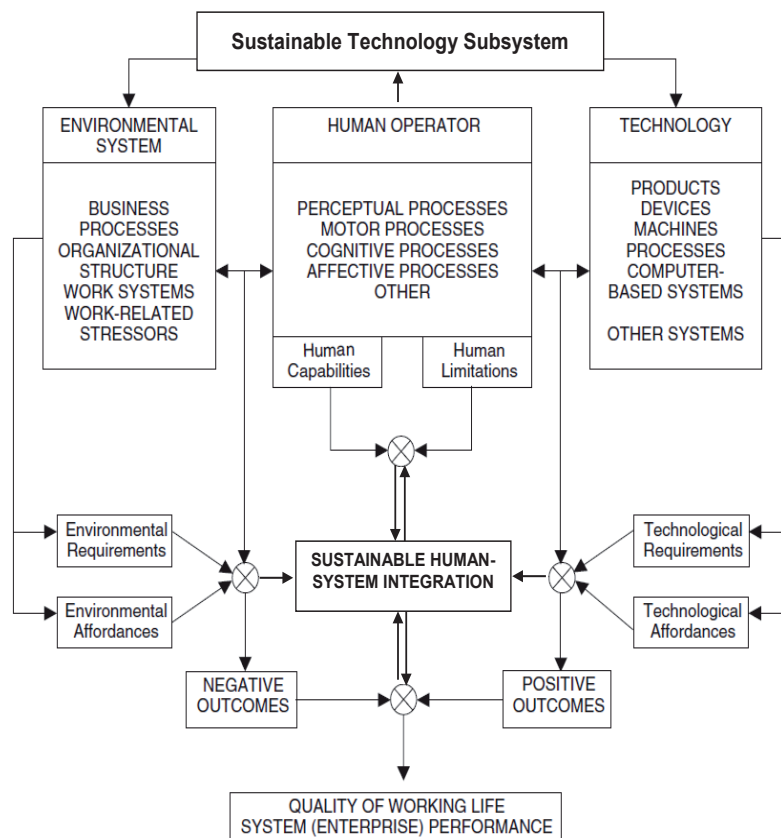 Sustainable Technology Subsystem
ENVIRONMENTAL
SYSTEM
BUSINESS
PROCESSES
ORGANIZATIONAL
STRUCTURE
WORK SYSTEMS
WORK-RELATED
STRESSORS
HUMAN OPERATOR
PERCEPTUAL PROCESSES
MOTOR PROCESSES
COGNITIVE PROCESSES
AFFECTIVE PROCESSES
OTHER
Human
Capabilities
Human
Limitations
TECHNOLOGY
PRODUCTS
DEVICES
MACHINES
PROCESSES
COMPUTER-
BASED SYSTEMS
OTHER SYSTEMS
Environmental
Requirements
Environmental
Affordances
SUSTAINABLE HUMAN-
SYSTEM INTEGRATION
Technological
Requirements
Technological
Affordances
NEGATIVE
OUTCOMES
POSITIVE
OUTCOMES
QUALITY OF WORKING LIFE
SYSTEM (ENTERPRISE) PERFORMANCE